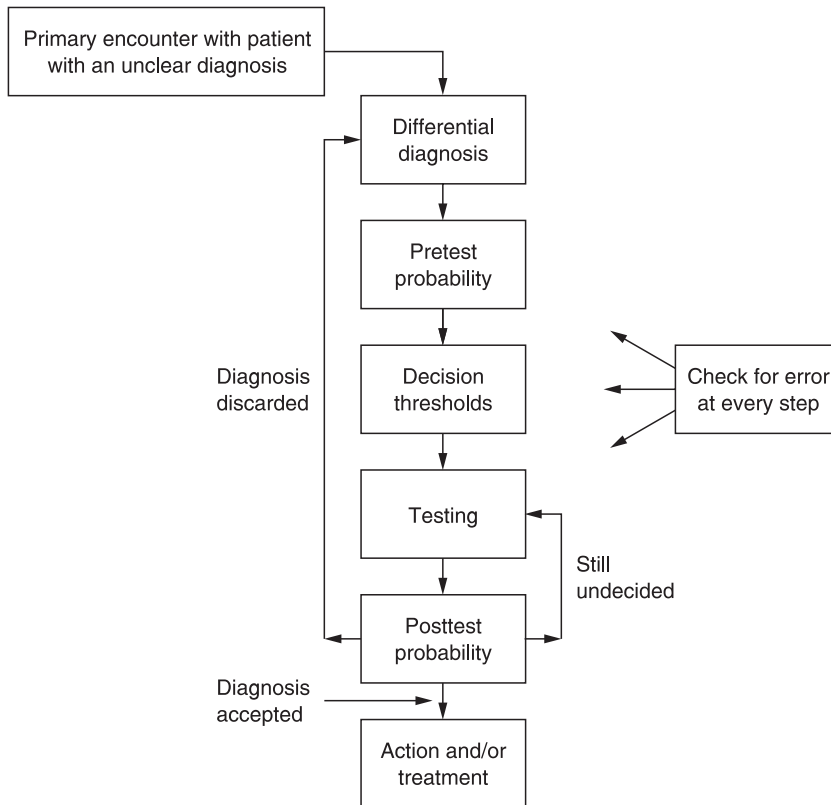 Primary encounter with patient
with an unclear diagnosis
Differential
diagnosis
Pretest
probability
Diagnosis
discarded
Decision
thresholds
Check for error
at every step
Testing
Still
undecided
Posttest
probability
Diagnosis
accepted
Action and/or
treatment